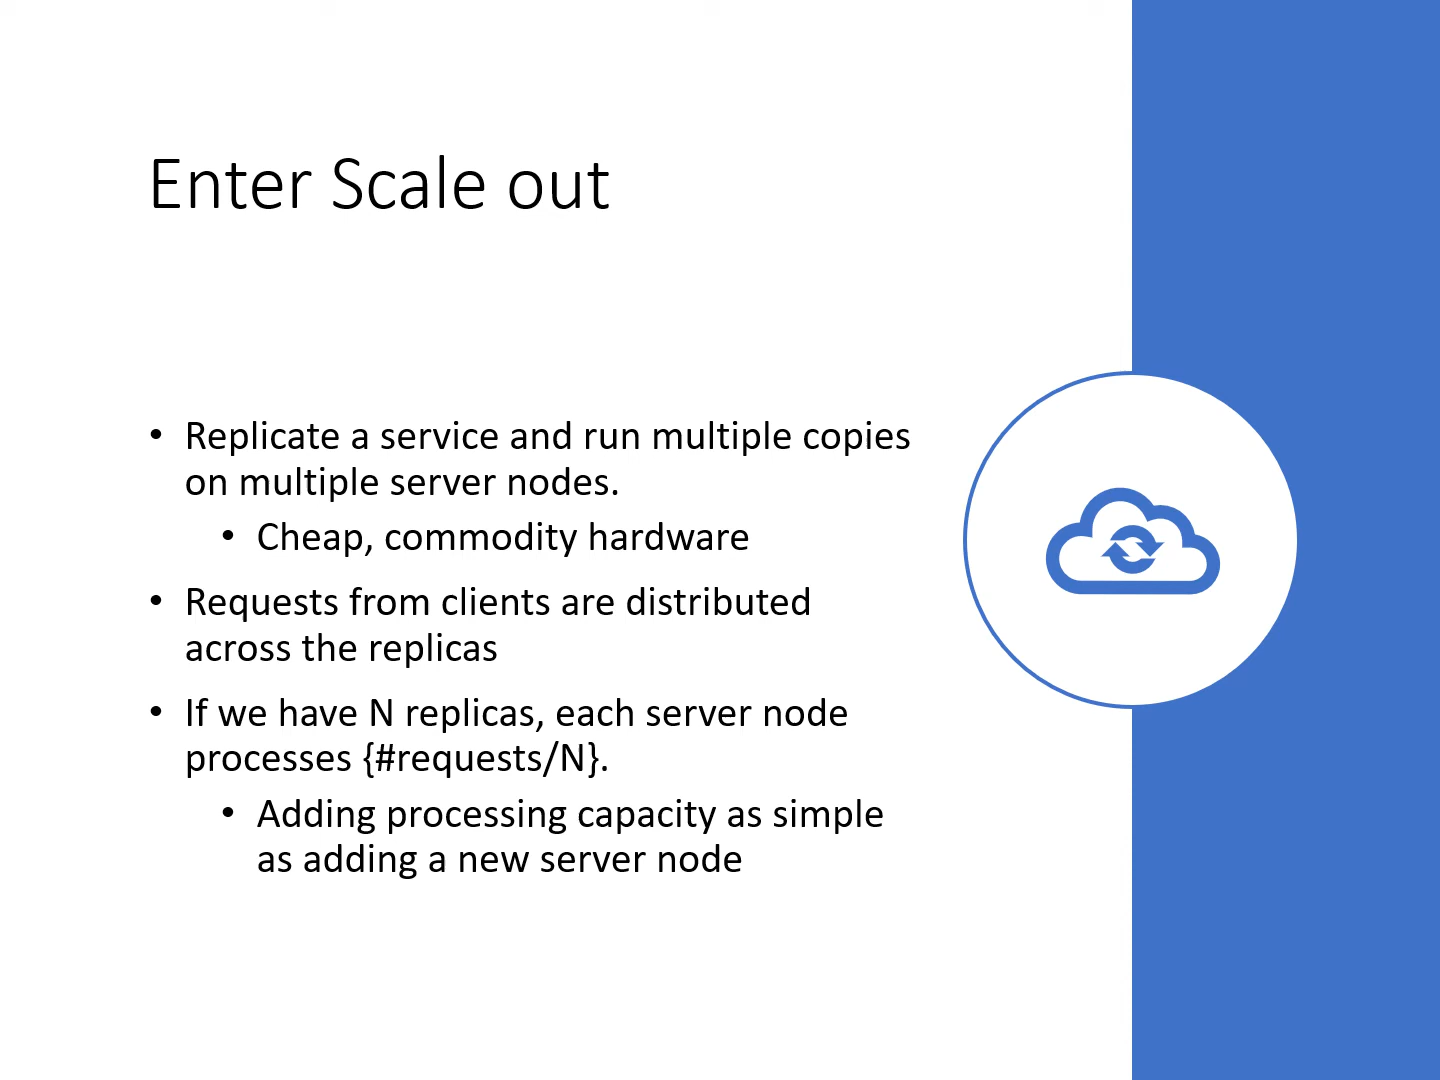 Enter Scale out
• Replicate a service and run multiple copies
on multiple server nodes.
• Cheap, commodity hardware
• Requests from clients are distributed
across the replicas
• If we have N replicas, each server node
processes {#requests/N}.
• Adding processing capacity as simple
as adding a new server node